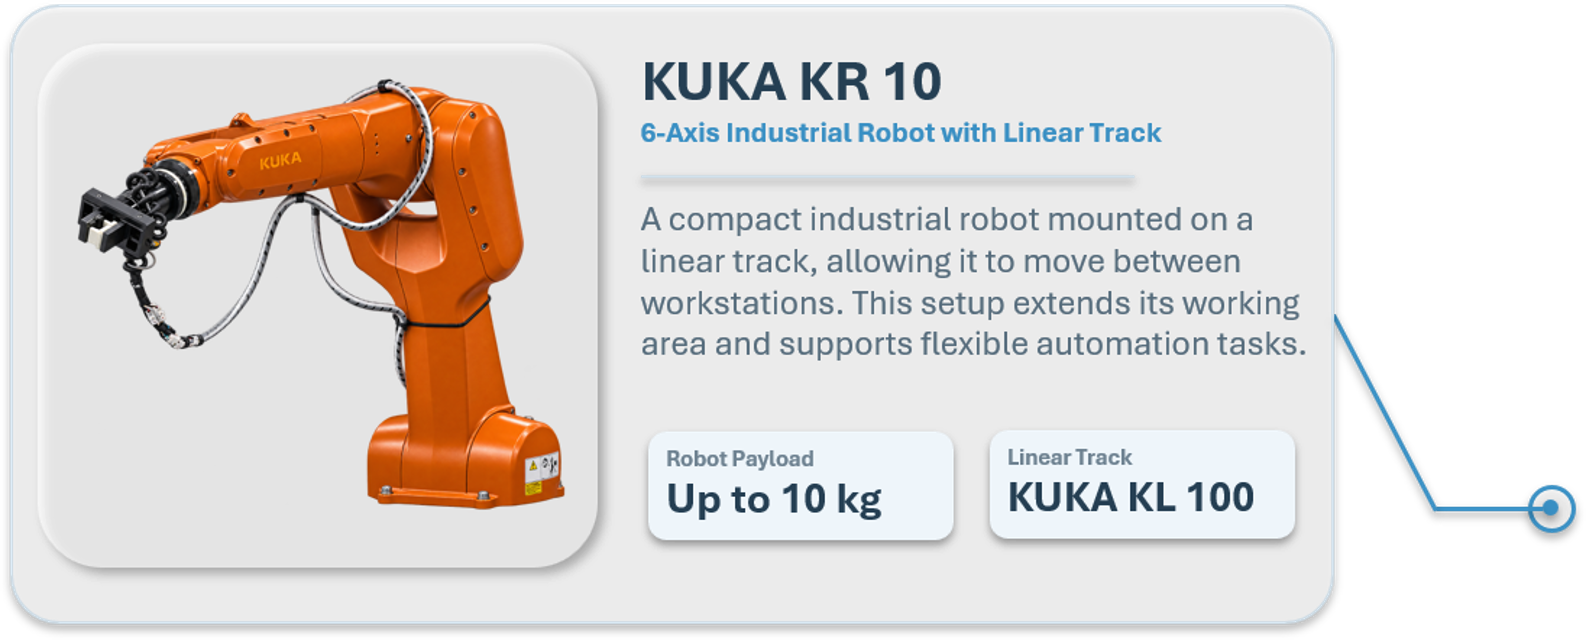 KUKA
KUKA KR 10
6-Axis Industrial Robot with Linear Track
A compact industrial robot mounted on a
linear track, allowing it to move between
workstations. This setup extends its working
area and supports flexible automation tasks.
Robot Payload
Up to 10 kg
Linear Track
KUKA KL 100